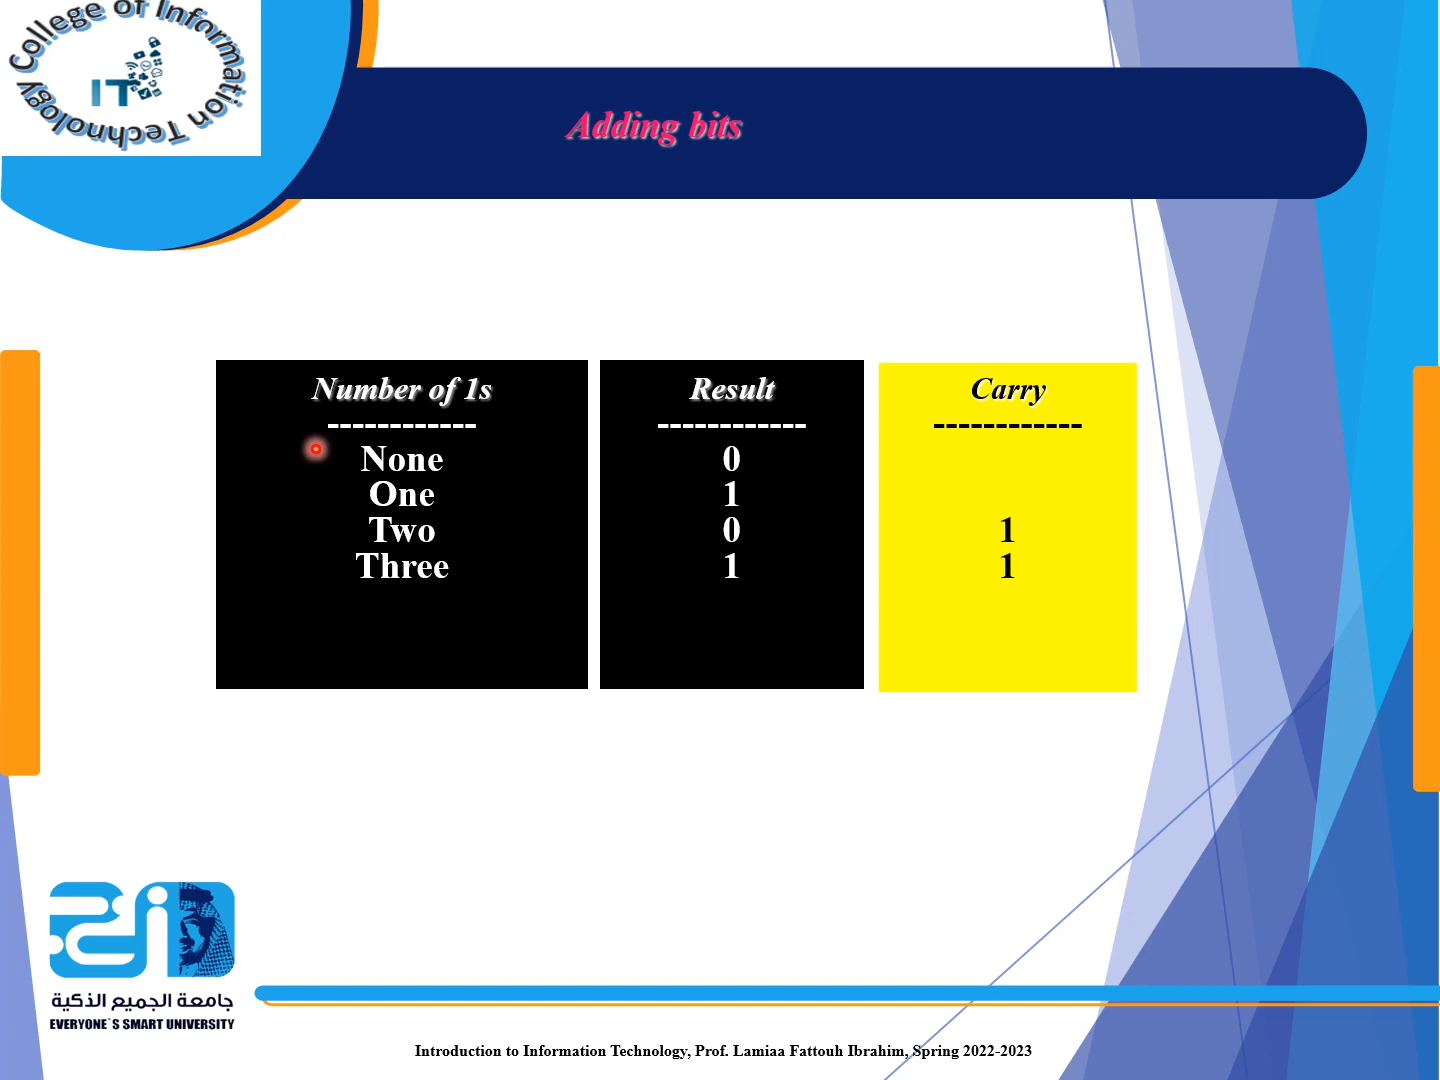 College of Information Technology
IT
Adding bits
Number of 1s Result Carry
------------ ------------ ------------
None 0
One 1
Two 0 1
Three 1 1
جامعة الجميع الذكية
EVERYONE`S SMART UNIVERSITY
Introduction to Information Technology, Prof. Lamiaa Fattouh Ibrahim, Spring 2022-2023